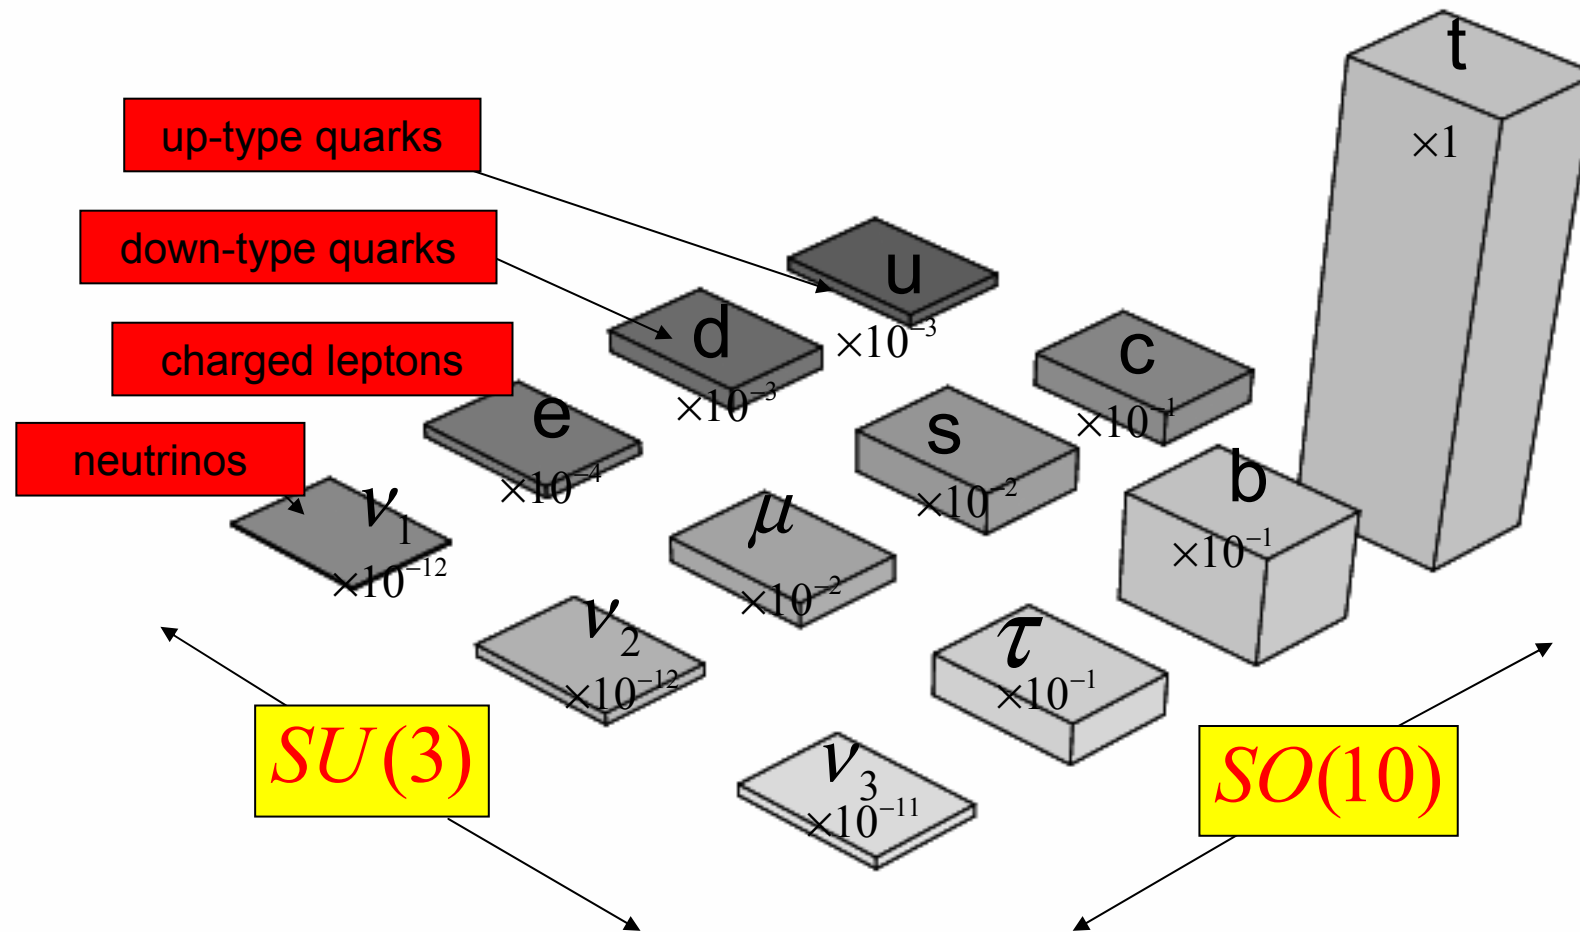 t
×1
up-type quarks
down-type quarks
charged leptons
neutrinos
u
×10⁻³
d
×10⁻³
c
×10⁻¹
e
×10⁻⁴
s
×10⁻²
b
×10⁻¹
ν₁
×10⁻¹²
μ
×10⁻²
ν₂
×10⁻¹²
τ
×10⁻¹
ν₃
×10⁻¹¹
SU(3)
SO(10)